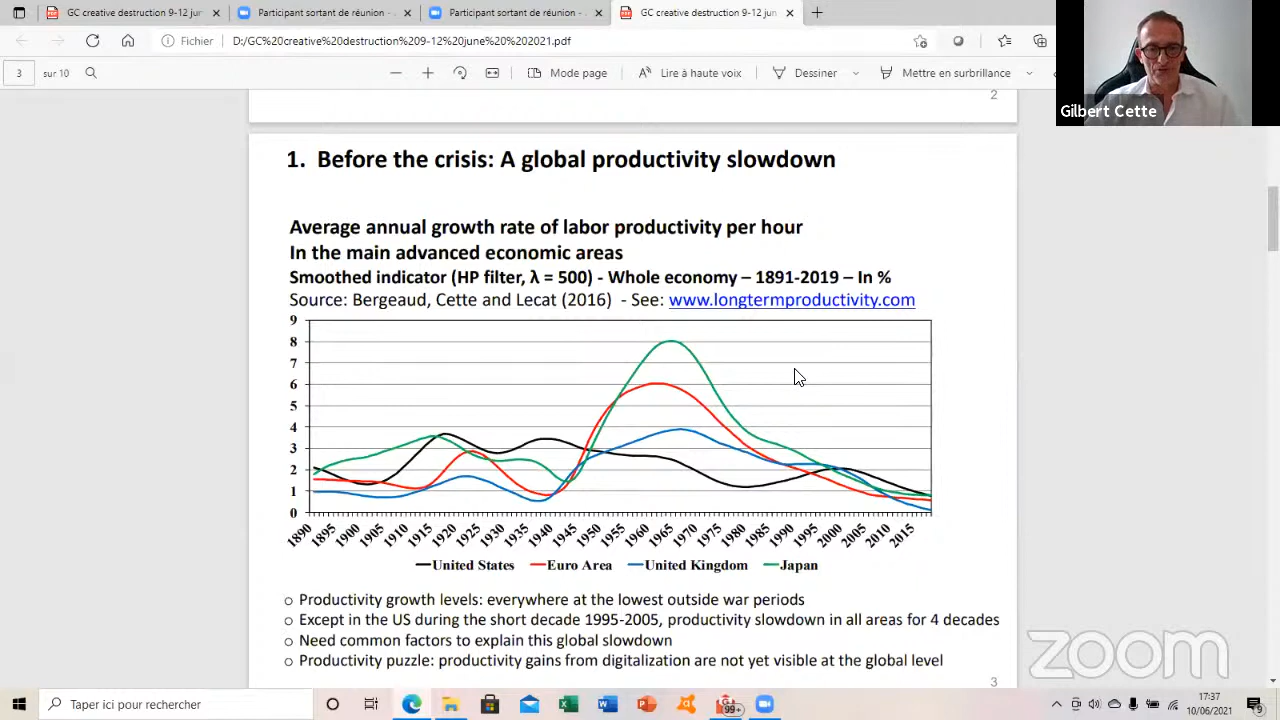 GC creative destruction 9-12 jun
Participant sortant de réunion -
Participant sortant de réunion -
GC creative destruction 9-12 jun
Fichier
D:/GC%20creative%20destruction%209-12%20june%20%202021.pdf
3 sur 10
Mode page
Lire à haute voix
Dessiner
Mettre en surbrillance
Gilbert Cette
2
1. Before the crisis: A global productivity slowdown
Average annual growth rate of labor productivity per hour
In the main advanced economic areas
Smoothed indicator (HP filter, λ = 500) - Whole economy – 1891-2019 – In %
Source: Bergeaud, Cette and Lecat (2016) - See: www.longtermproductivity.com
9
8
7
6
5
4
3
2
1
0
1890 1895 1900 1905 1910 1915 1920 1925 1930 1935 1940 1945 1950 1955 1960 1965 1970 1975 1980 1985 1990 1995 2000 2005 2010 2015
United States Euro Area United Kingdom Japan
o Productivity growth levels: everywhere at the lowest outside war periods
o Except in the US during the short decade 1995-2005, productivity slowdown in all areas for 4 decades
o Need common factors to explain this global slowdown
o Productivity puzzle: productivity gains from digitalization are not yet visible at the global level
3
zoom
Taper ici pour rechercher
99+
17:37
10/06/2021
9